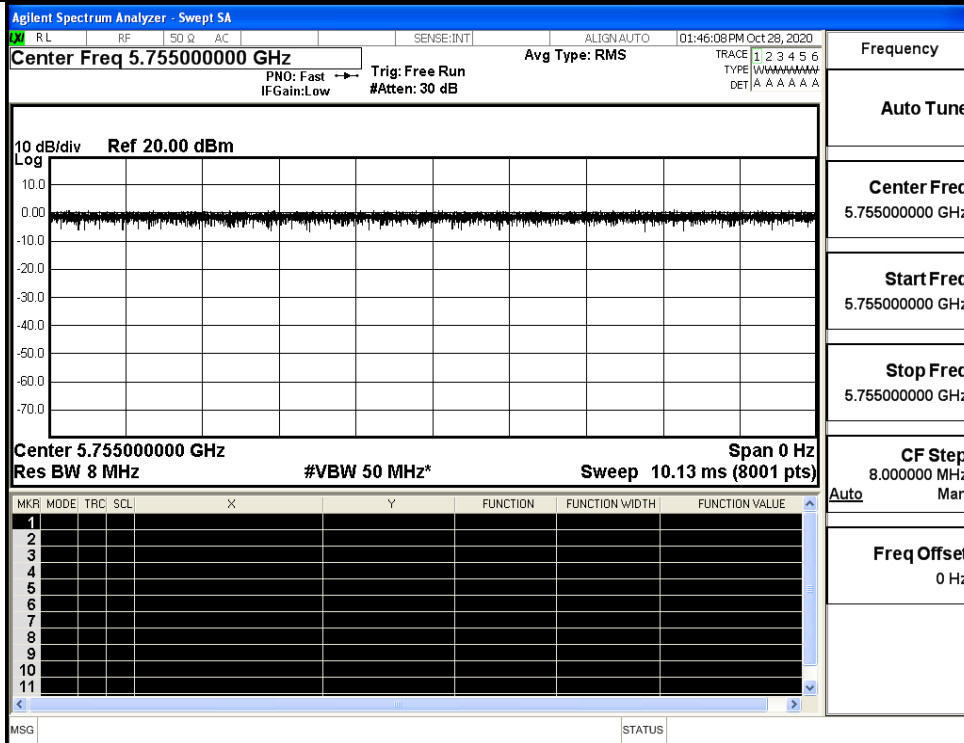 Agilent Spectrum Analyzer - Swept SA
LXI RL RF 50 Ω AC SENSE:INT ALIGNAUTO 01:46:08 PM Oct 28, 2020
Center Freq 5.755000000 GHz Avg Type: RMS TRACE 1 2 3 4 5 6
PNO: Fast Trig: Free Run TYPE WWWWWW
IFGain:Low #Atten: 30 dB DET A A A A A A
10 dB/div Ref 20.00 dBm
Log
10.0
0.00
-10.0
-20.0
-30.0
-40.0
-50.0
-60.0
-70.0
Center 5.755000000 GHz Span 0 Hz
Res BW 8 MHz #VBW 50 MHz* Sweep 10.13 ms (8001 pts)
MKR MODE TRC SCL X Y FUNCTION FUNCTION WIDTH FUNCTION VALUE
1
2
3
4
5
6
7
8
9
10
11
MSG STATUS
Frequency
Auto Tune
Center Freq
5.755000000 GHz
Start Freq
5.755000000 GHz
Stop Freq
5.755000000 GHz
CF Step
8.000000 MHz
Auto Man
Freq Offset
0 Hz